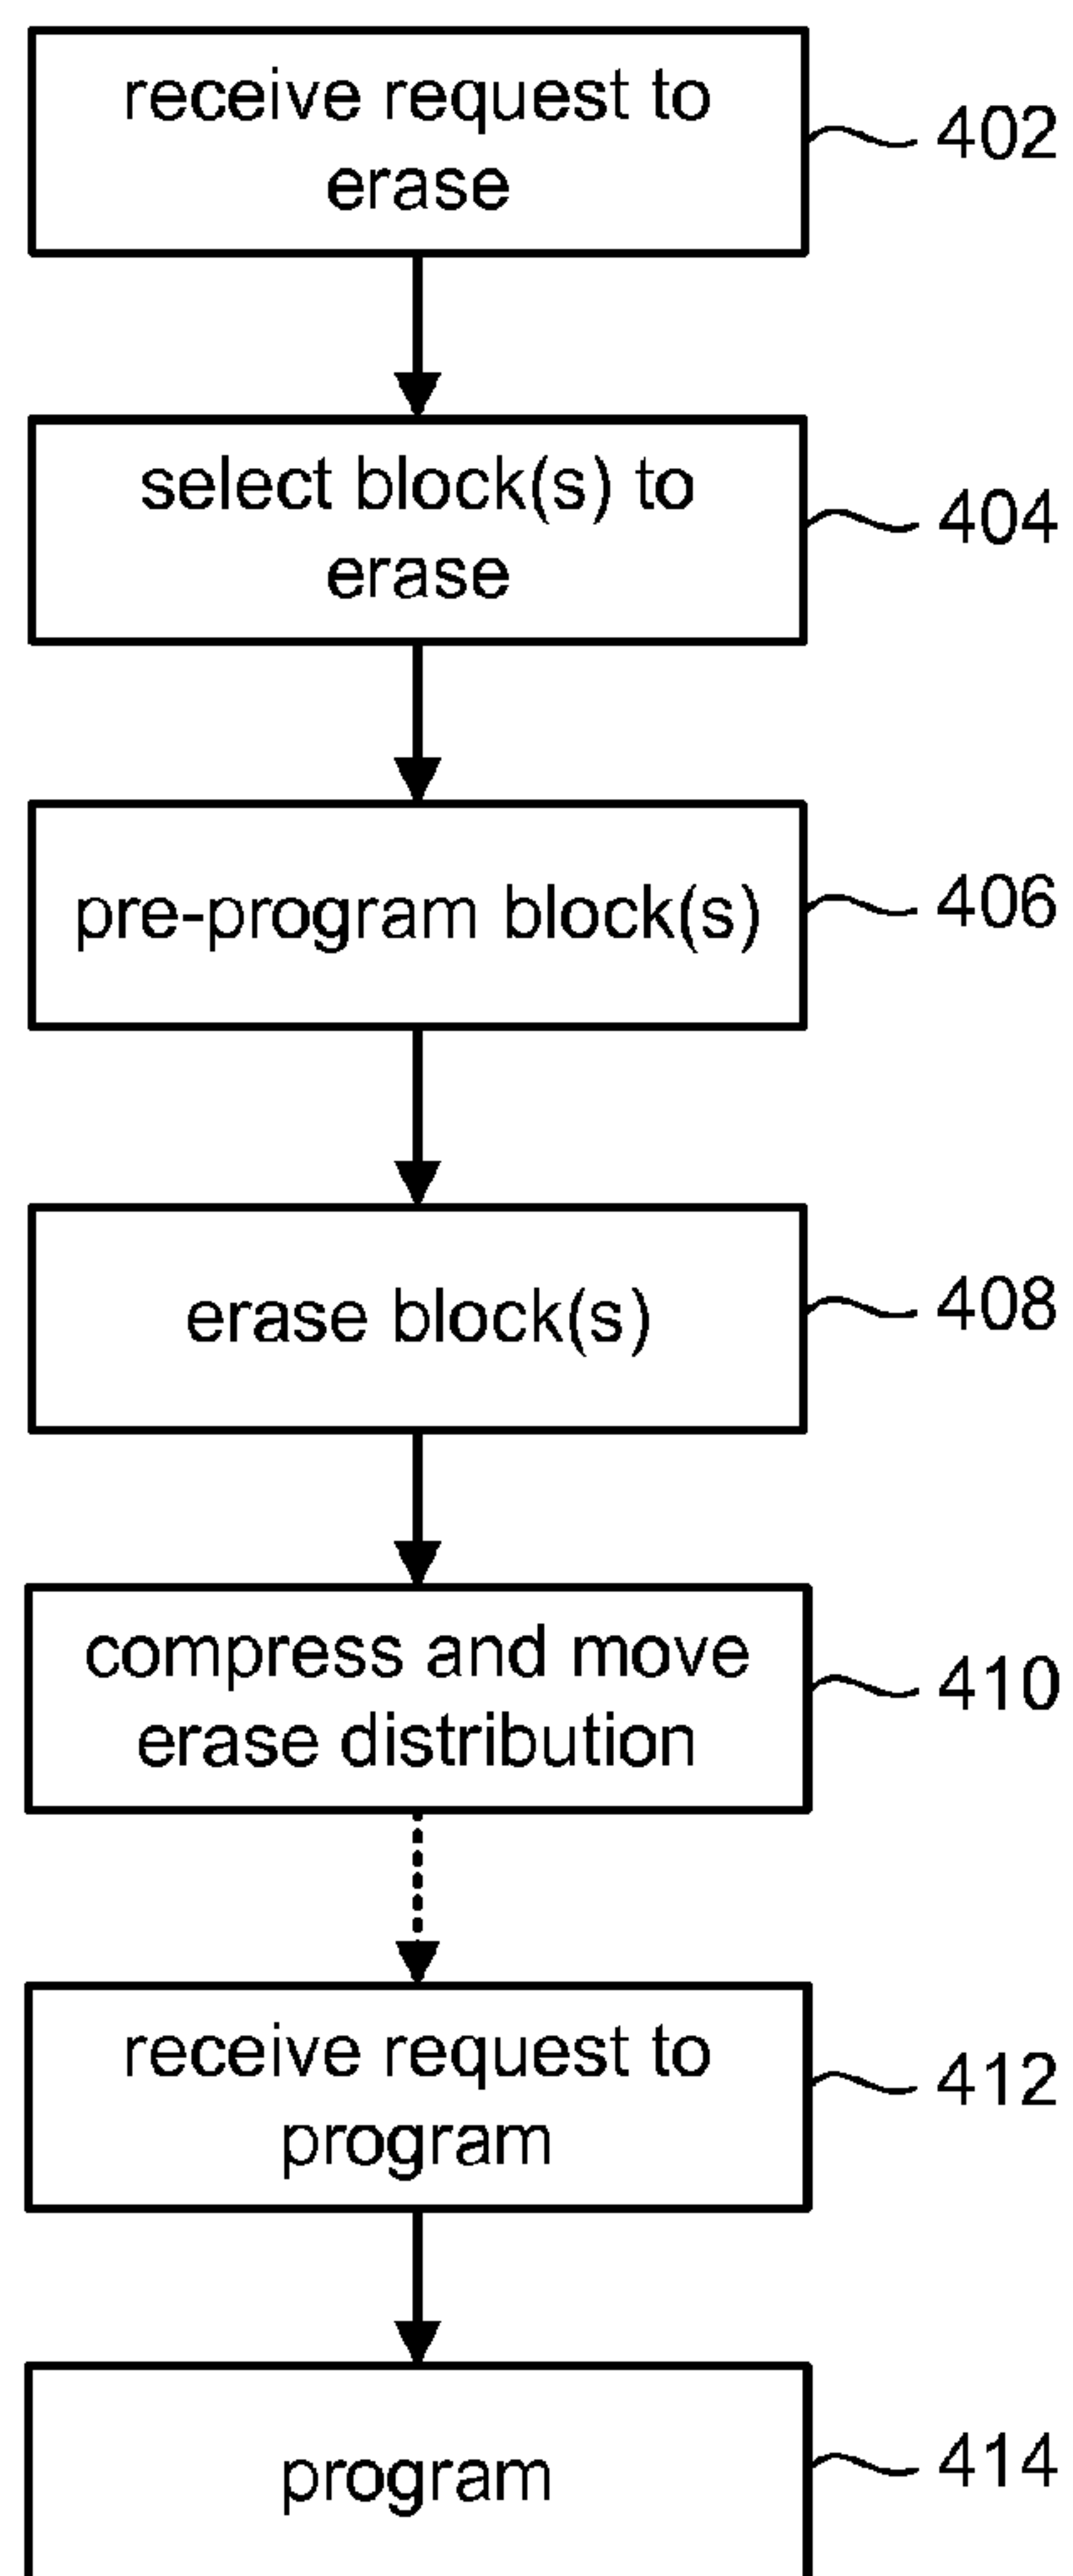 receive request to
erase
402
select block(s) to
erase
404
pre-program block(s)
406
erase block(s)
408
compress and move
erase distribution
410
receive request to
program
412
program
414